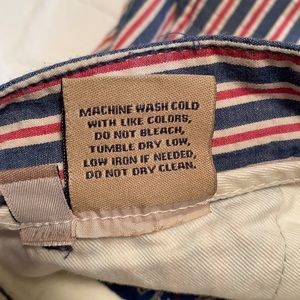 MACHINE WASH COLD
WITH LIKE COLORS,
DO NOT BLEACH,
TUMBLE DRY LOW,
LOW IRON IF NEEDED,
DO NOT DRY CLEAN.